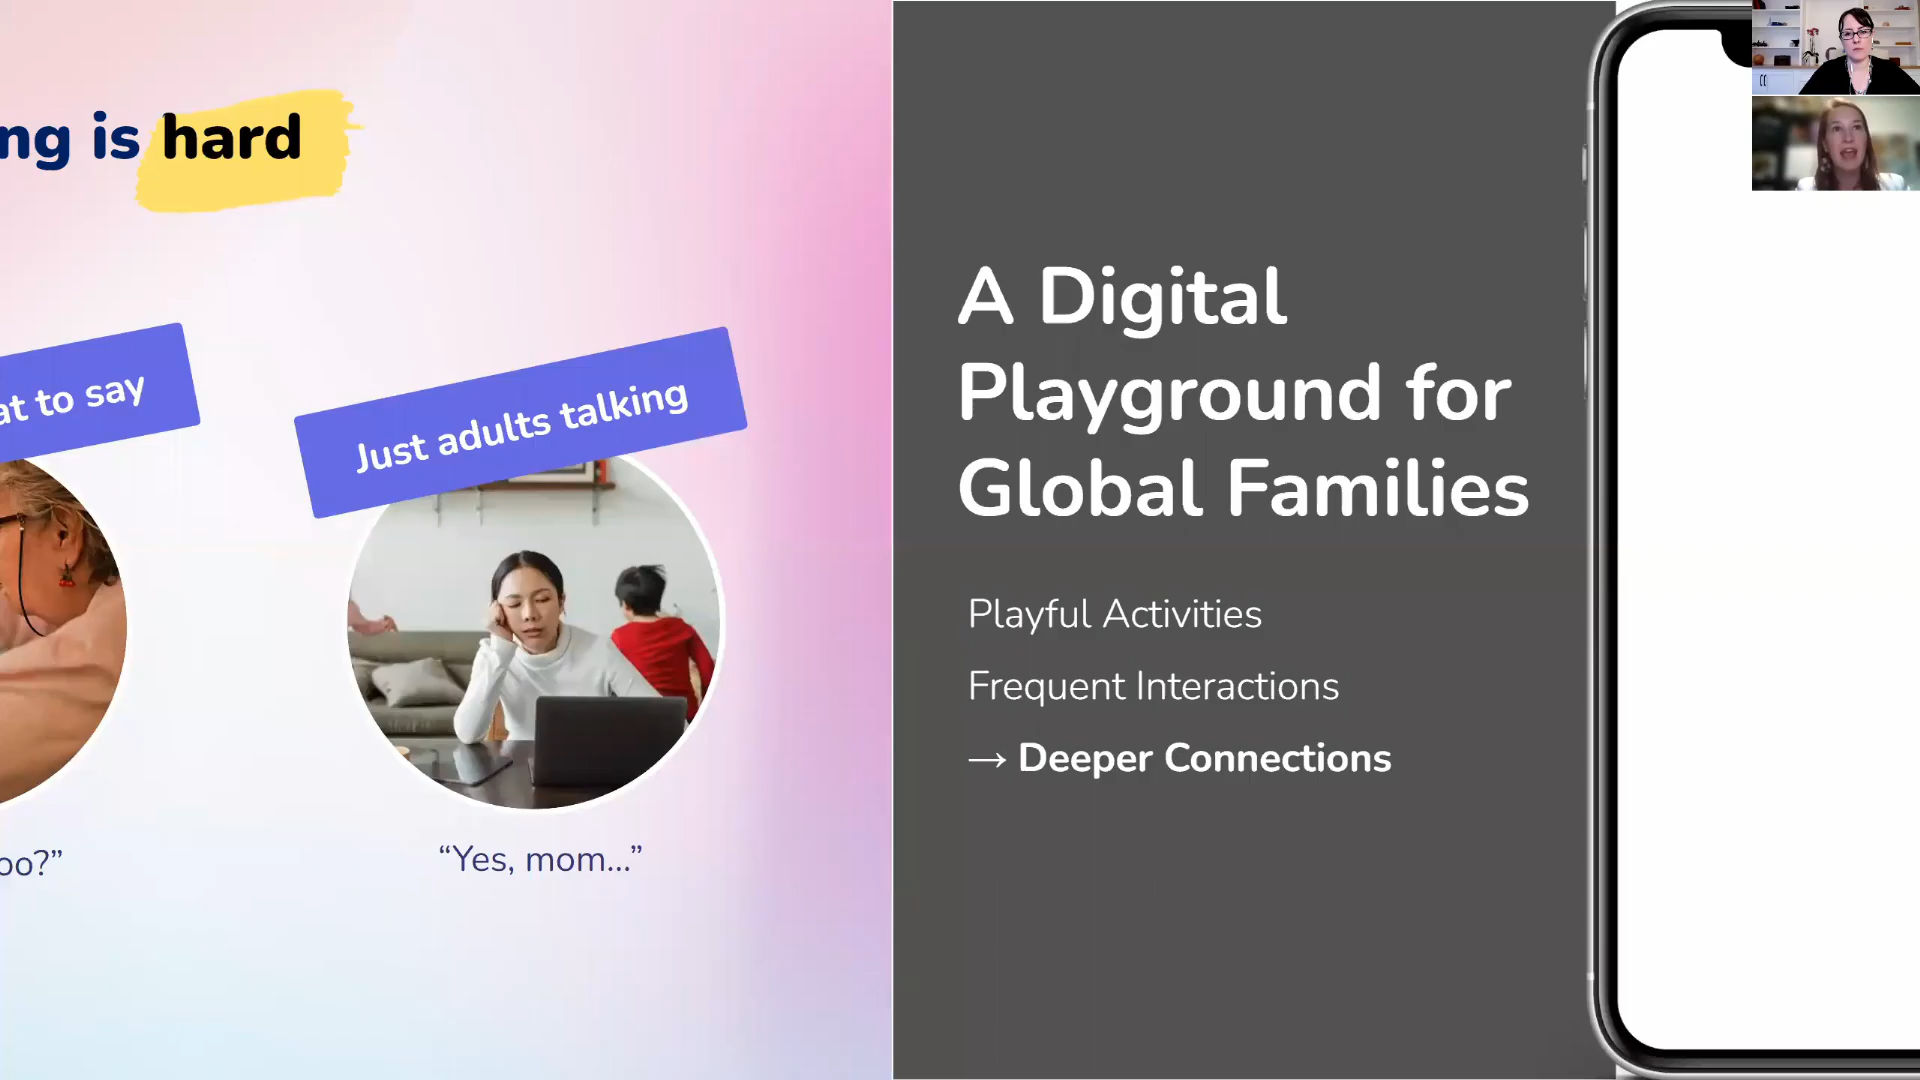 ng is hard
at to say
Just adults talking
oo?”
“Yes, mom...”
A Digital
Playground for
Global Families
Playful Activities
Frequent Interactions
→ Deeper Connections